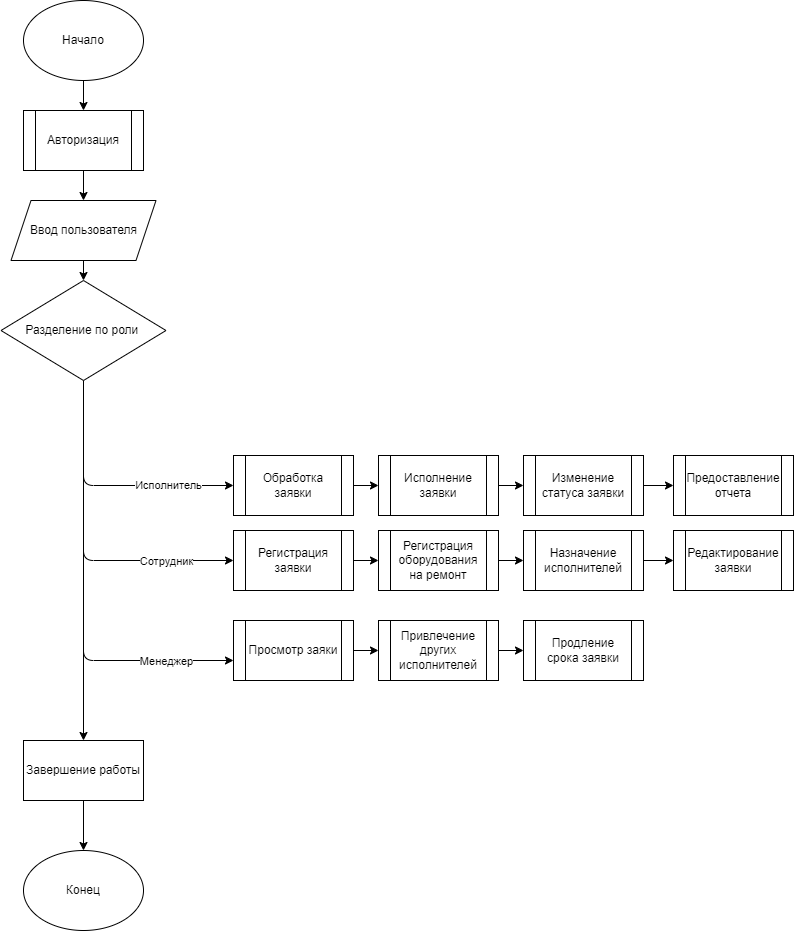 Начало
Авторизация
Ввод пользователя
Разделение по роли
Исполнитель
Обработка
заявки
Исполнение
заявки
Изменение
статуса заявки
Предоставление
отчета
Сотрудник
Регистрация
заявки
Регистрация
оборудования
на ремонт
Назначение
исполнителей
Редактирование
заявки
Менеджер
Просмотр заяки
Привлечение
других
исполнителей
Продление
срока заявки
Завершение работы
Конец